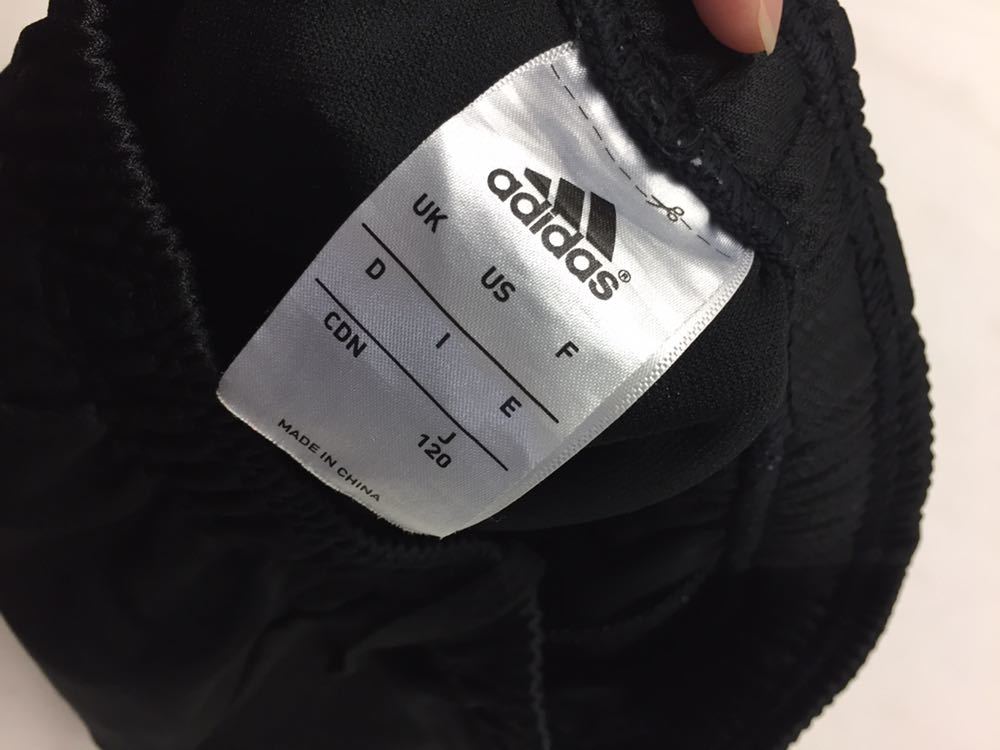 adidas®
UK US F
D I E
CDN J
120
MADE IN CHINA